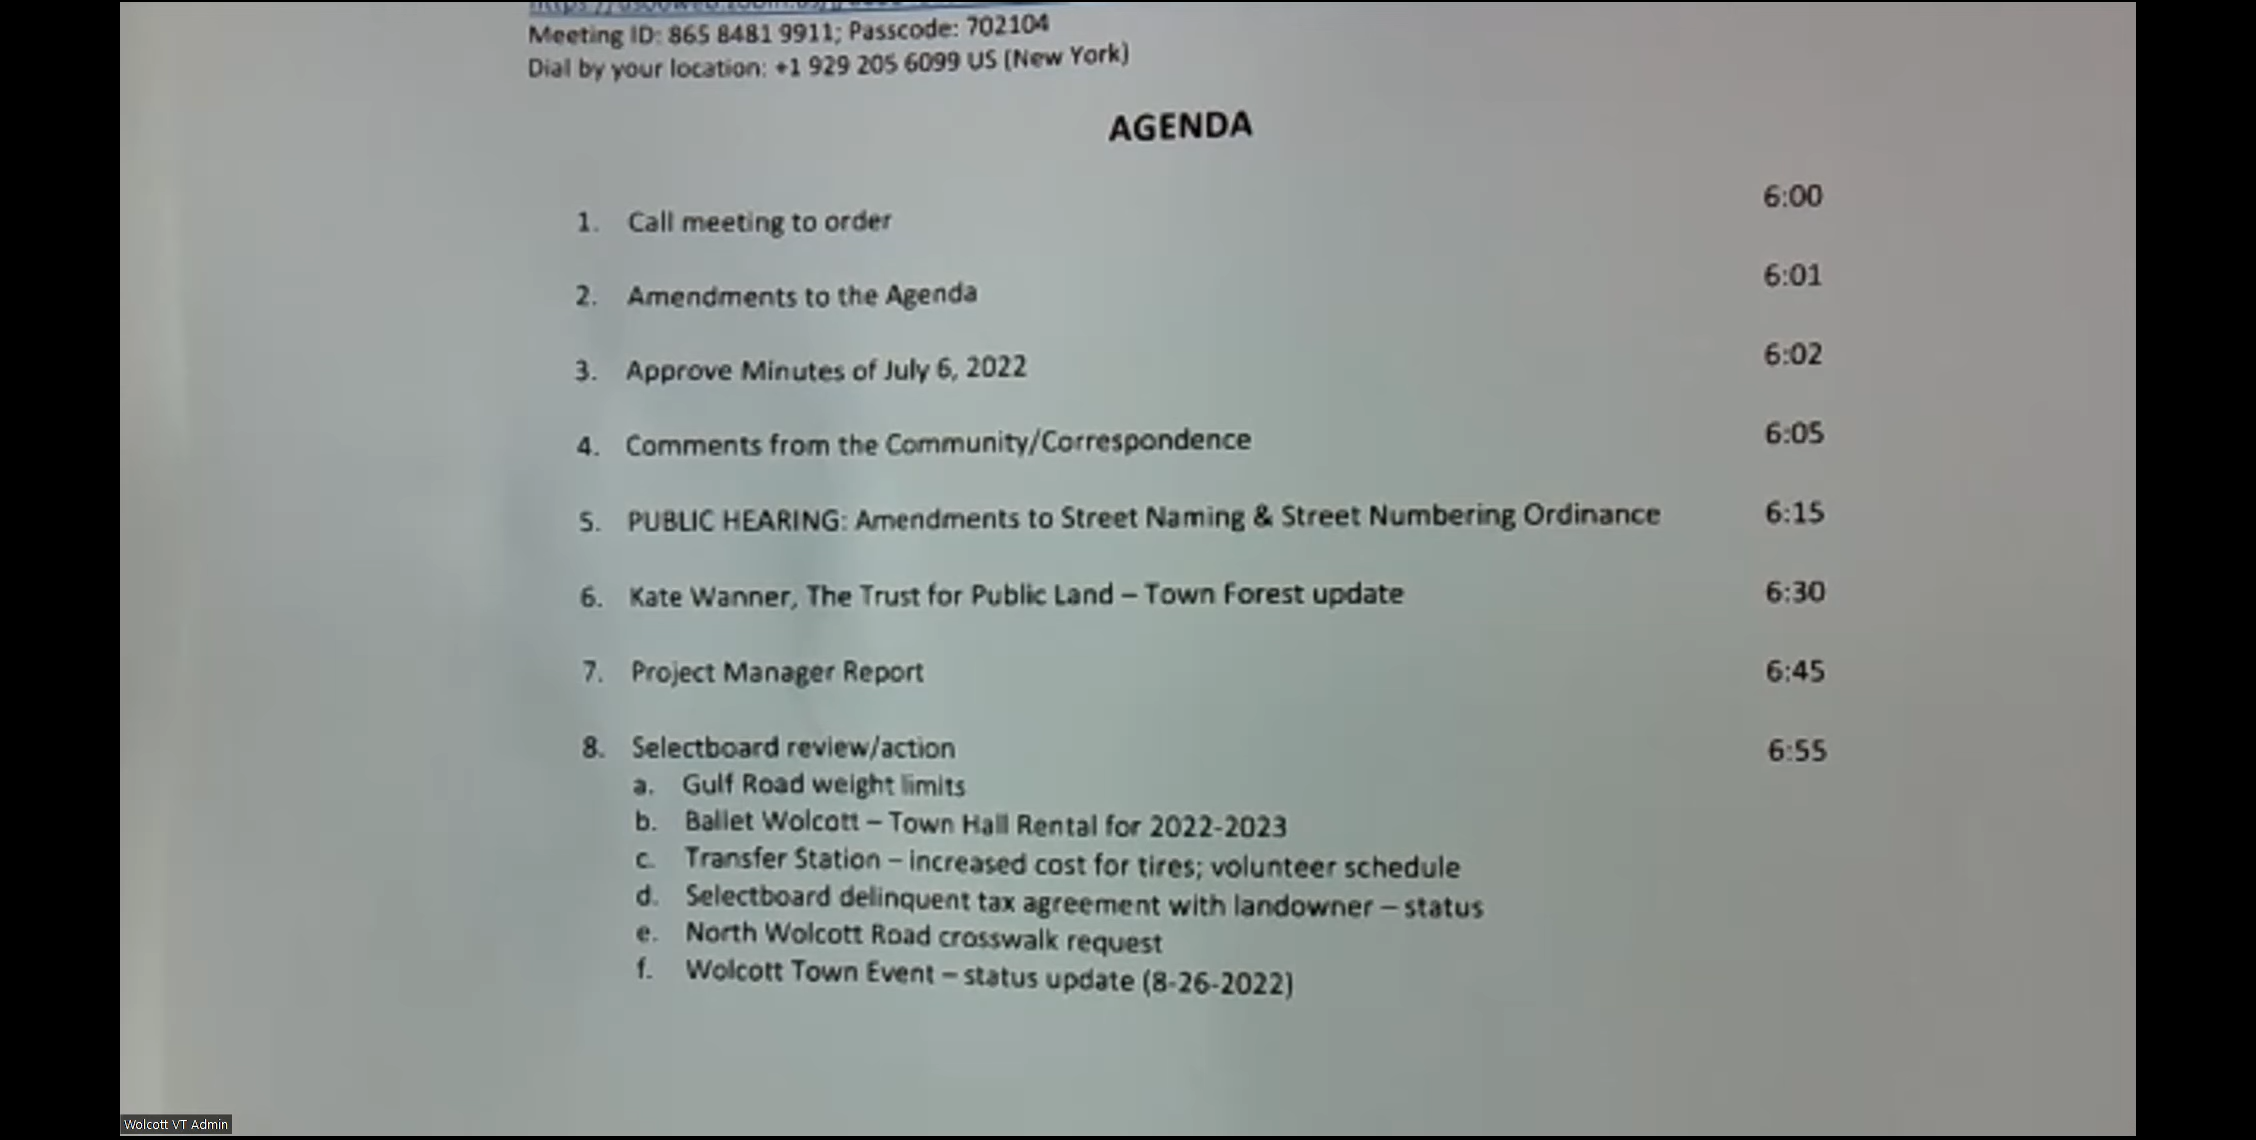 Meeting ID: 865 8481 9911; Passcode: 702104
Dial by your location: +1 929 205 6099 US (New York)
AGENDA
1. Call meeting to order 6:00
2. Amendments to the Agenda 6:01
3. Approve Minutes of July 6, 2022 6:02
4. Comments from the Community/Correspondence 6:05
5. PUBLIC HEARING: Amendments to Street Naming & Street Numbering Ordinance 6:15
6. Kate Wanner, The Trust for Public Land – Town Forest update 6:30
7. Project Manager Report 6:45
8. Selectboard review/action 6:55
a. Gulf Road weight limits
b. Ballet Wolcott – Town Hall Rental for 2022-2023
c. Transfer Station – increased cost for tires; volunteer schedule
d. Selectboard delinquent tax agreement with landowner – status
e. North Wolcott Road crosswalk request
f. Wolcott Town Event – status update (8-26-2022)
Wolcott VT Admin